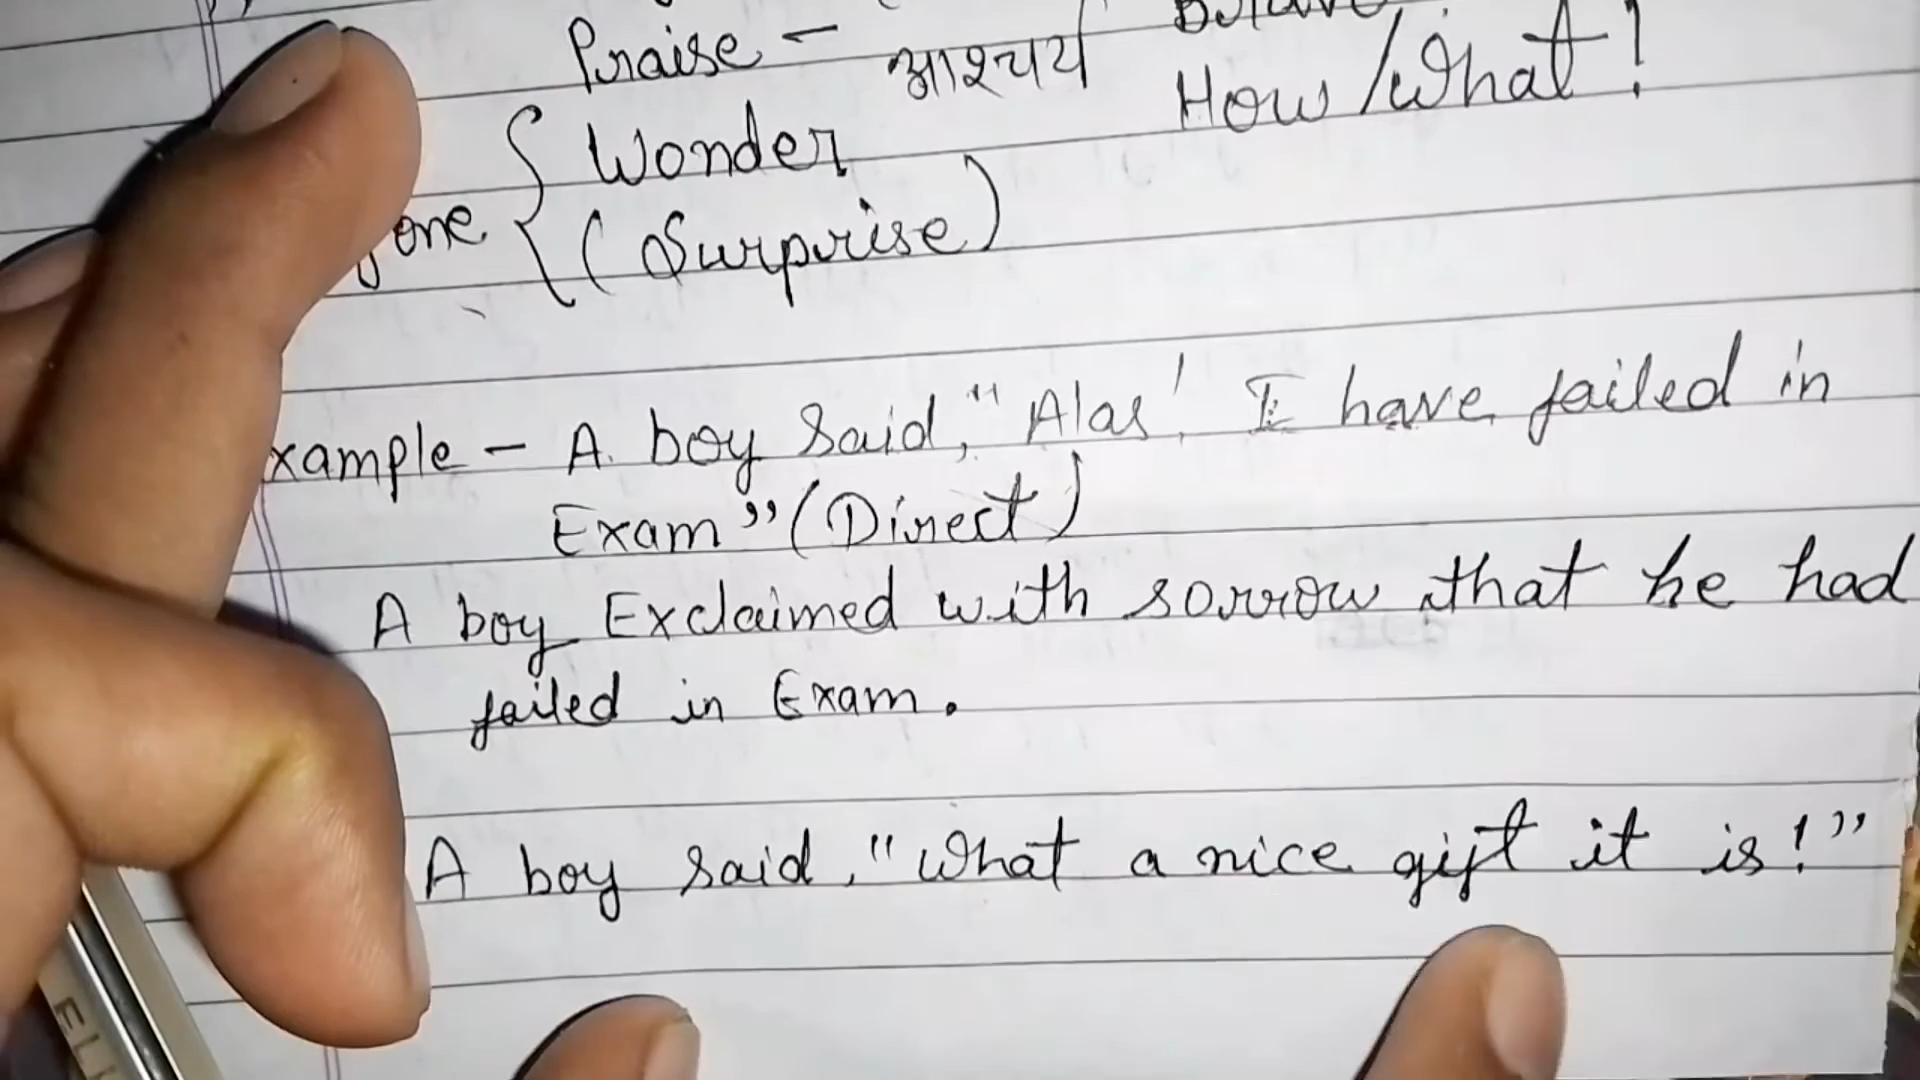 Praise -
आश्चर्य
How/What!
Wonder
(Surprise)
xample - A boy Said, "Alas! I have failed in
Exam" (Direct)
A boy Exclaimed with sorrow that he had
failed in Exam.
A boy said, "What a nice gift it is!"